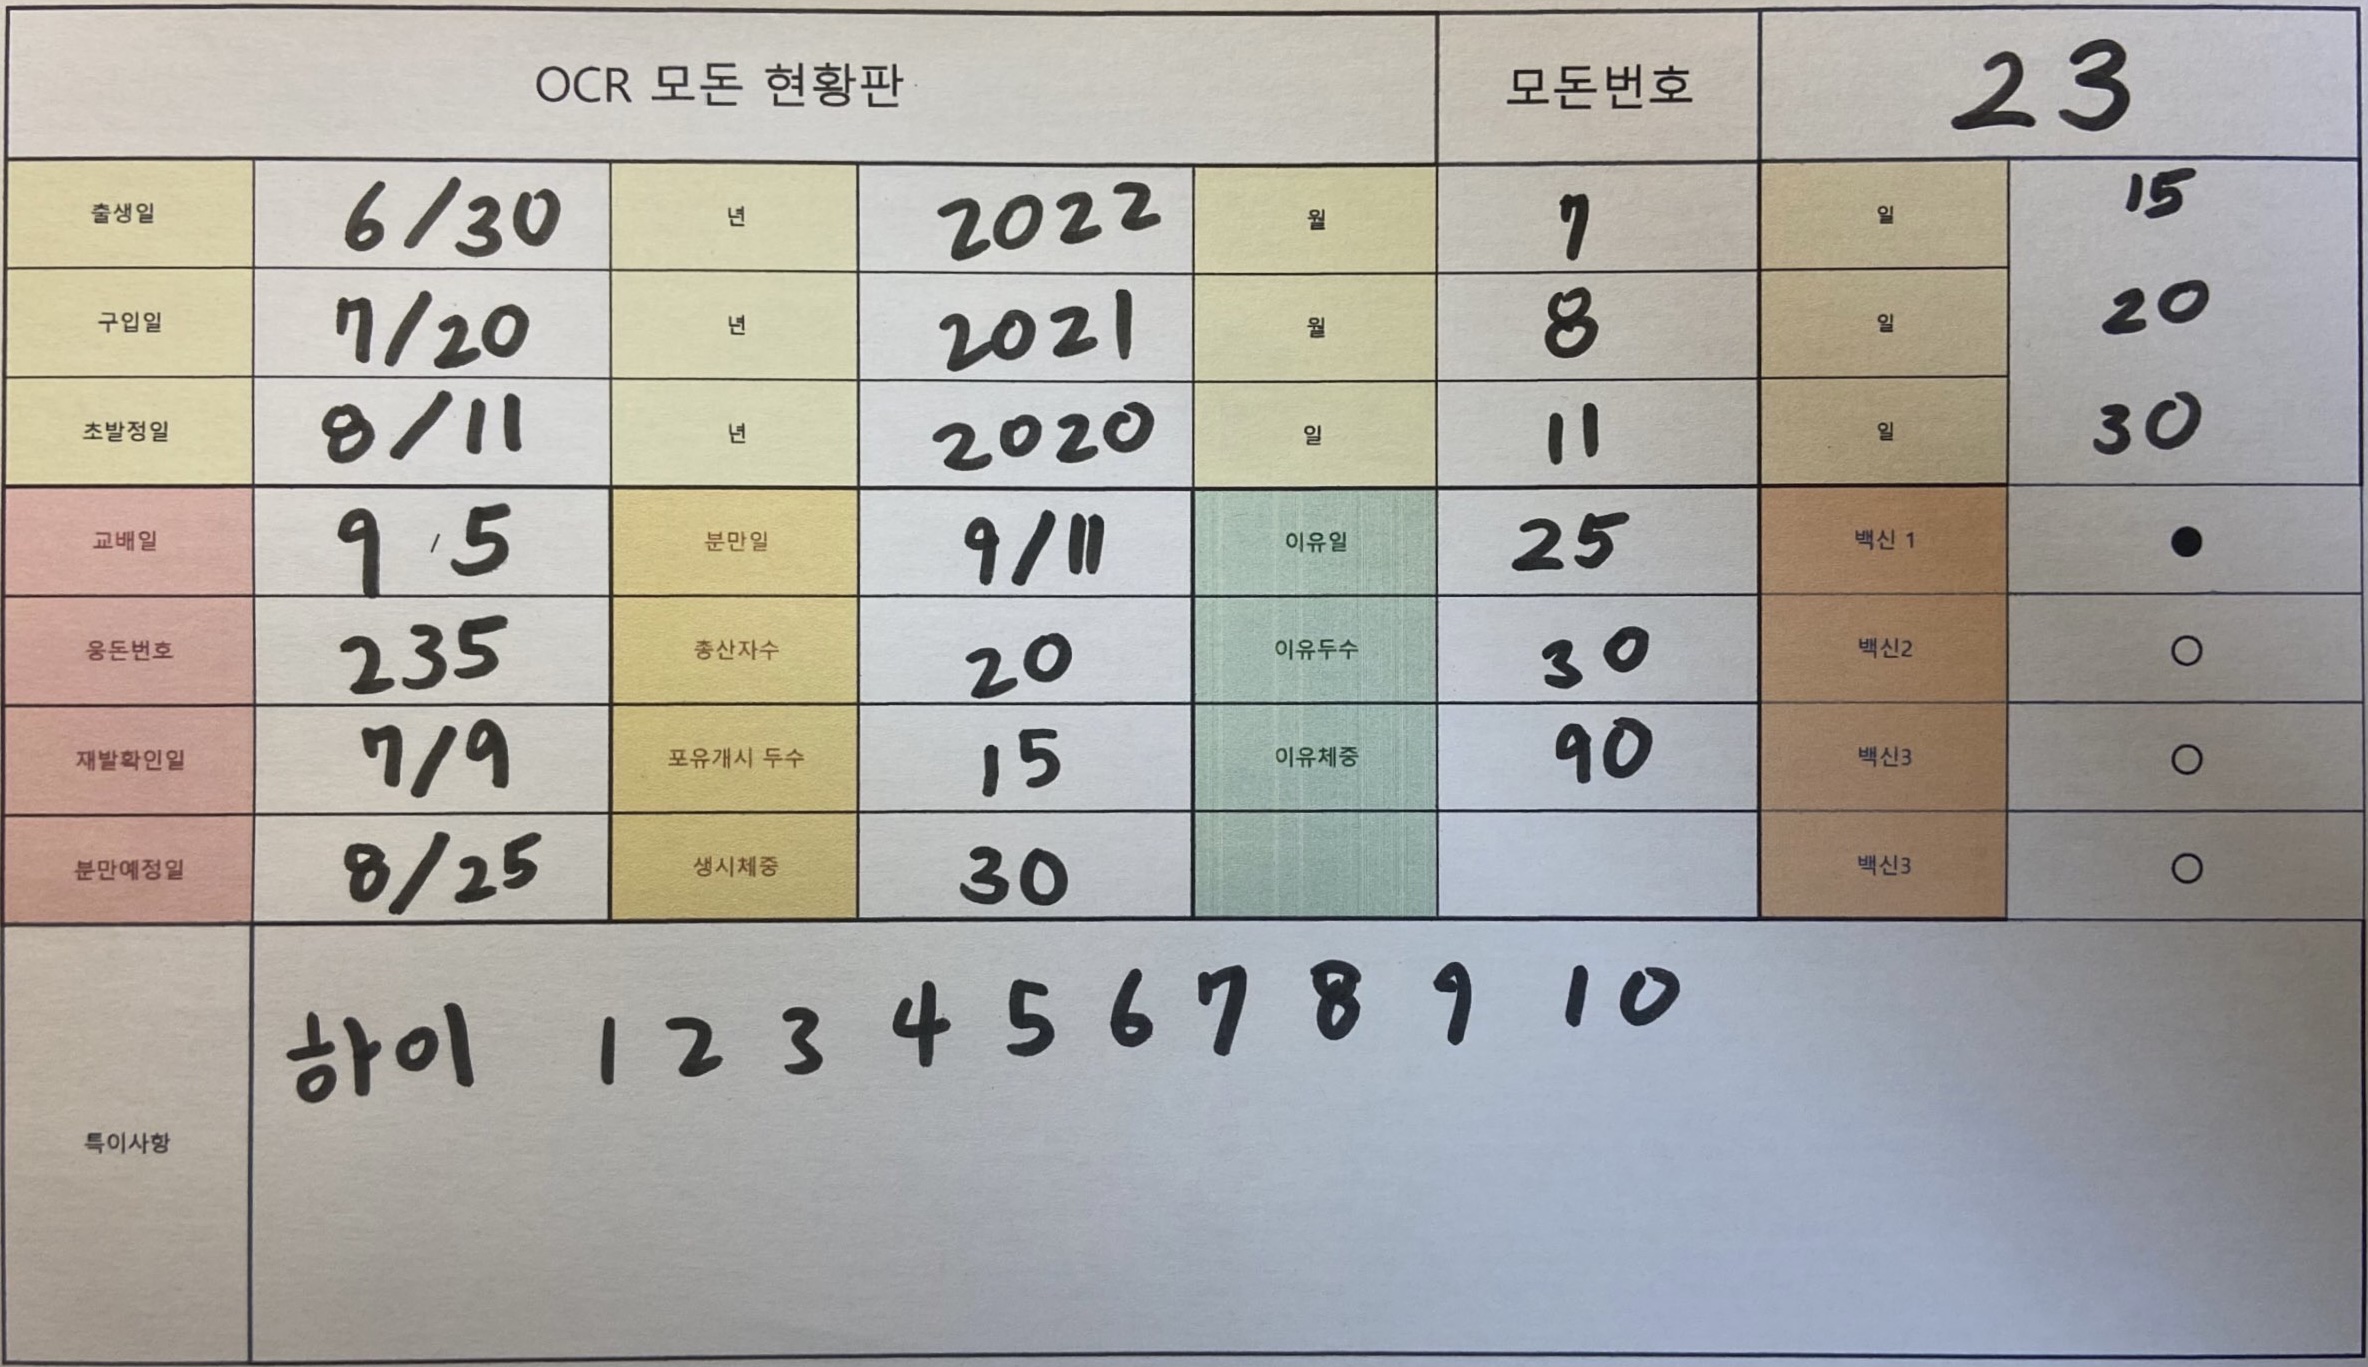 OCR 모돈 현황판 모돈번호 23
출생일 6/30 년 2022 월 7 일 15
구입일 7/20 년 2021 월 8 일 20
초발정일 8/11 년 2020 일 11 일 30
교배일 9 / 5 분만일 9/11 이유일 25 백신 1
웅돈번호 235 총산자수 20 이유두수 30 백신2
재발확인일 7/9 포유개시 두수 15 이유체중 90 백신3
분만예정일 8/25 생시체중 30 백신3
특이사항 하이 1 2 3 4 5 6 7 8 9 10